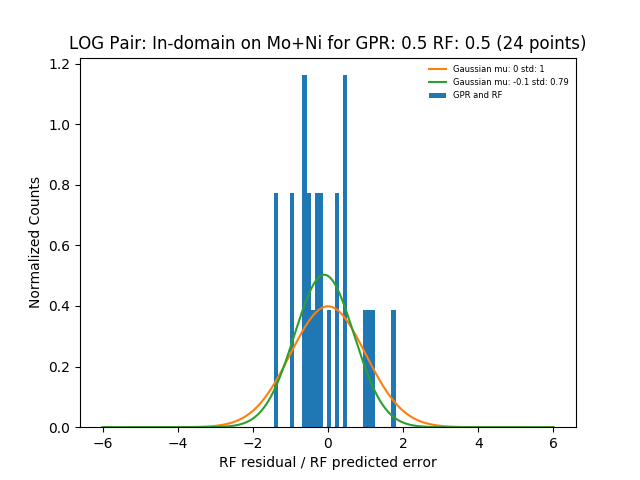 LOG Pair: In-domain on Mo+Ni for GPR: 0.5 RF: 0.5 (24 points)
Gaussian mu: 0 std: 1
Gaussian mu: -0.1 std: 0.79
GPR and RF
Normalized Counts
1.2
1.0
0.8
0.6
0.4
0.2
0.0
−6 −4 −2 0 2 4 6
RF residual / RF predicted error